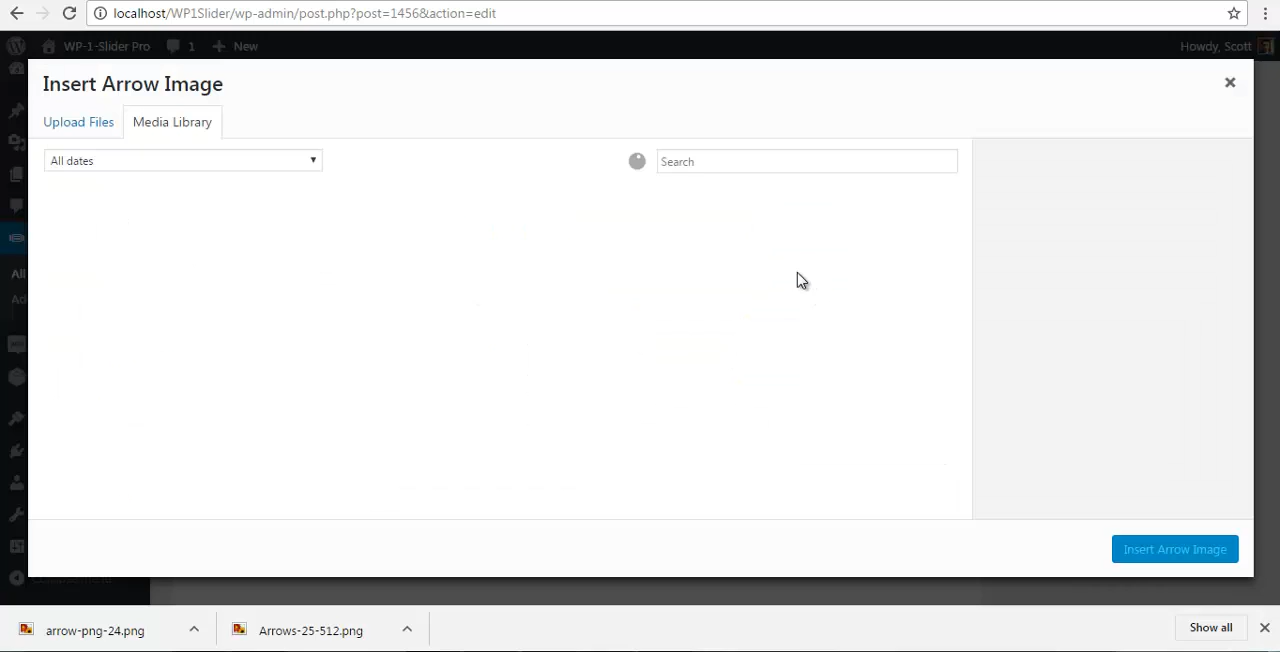 localhost/WP1Slider/wp-admin/post.php?post=1456&action=edit
WP-1-Slider Pro 1 New Howdy, Scott
Insert Arrow Image
Upload Files Media Library
All dates Search
All
Ad
Insert Arrow Image
arrow-png-24.png Arrows-25-512.png Show all